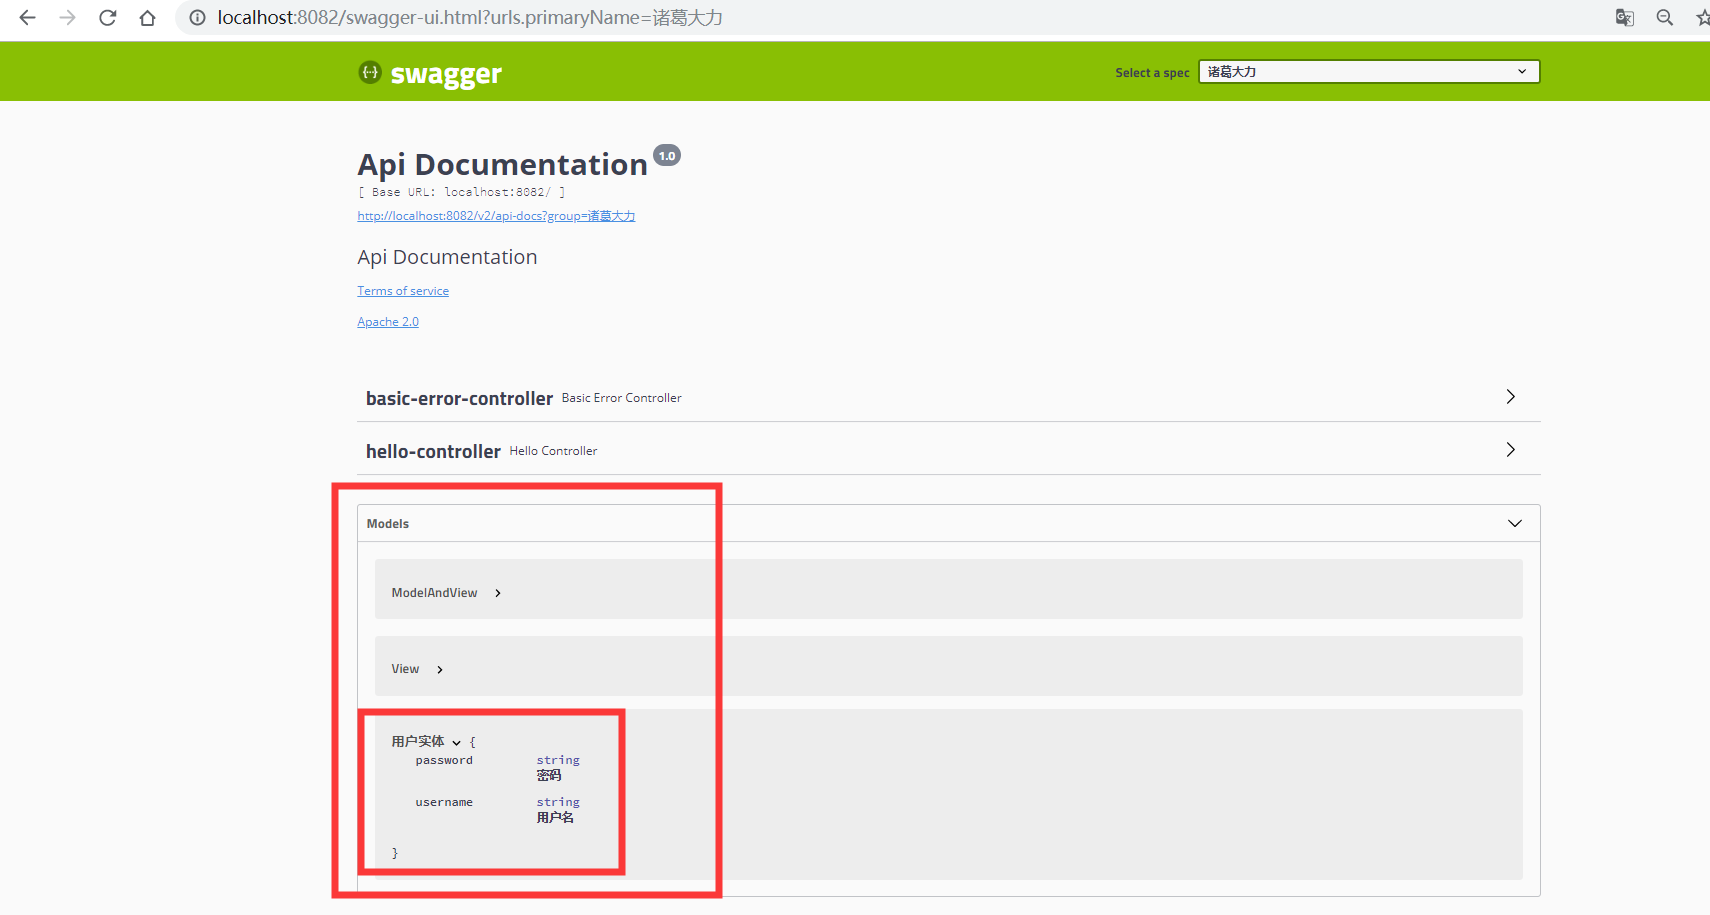 localhost:8082/swagger-ui.html?urls.primaryName=诸葛大力
swagger
Select a spec 诸葛大力
Api Documentation 1.0
[ Base URL: localhost:8082/ ]
http://localhost:8082/v2/api-docs?group=诸葛大力
Api Documentation
Terms of service
Apache 2.0
basic-error-controller Basic Error Controller
hello-controller Hello Controller
Models
ModelAndView
View
用户实体 {
password string
密码
username string
用户名
}